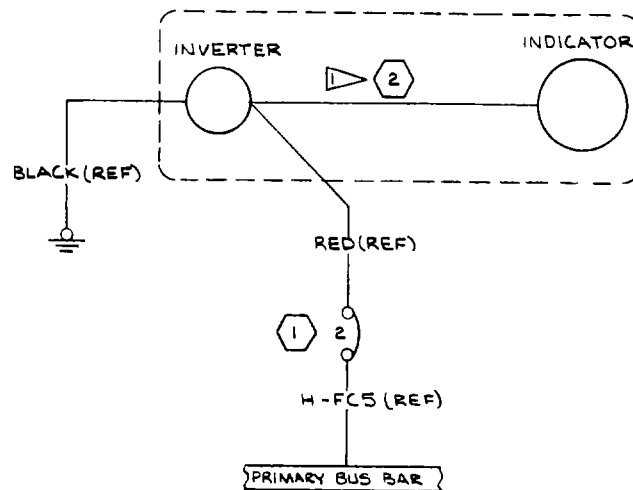 INVERTER
INDICATOR
1 2
BLACK (REF)
RED (REF)
1 2
H-FC5 (REF)
PRIMARY BUS BAR